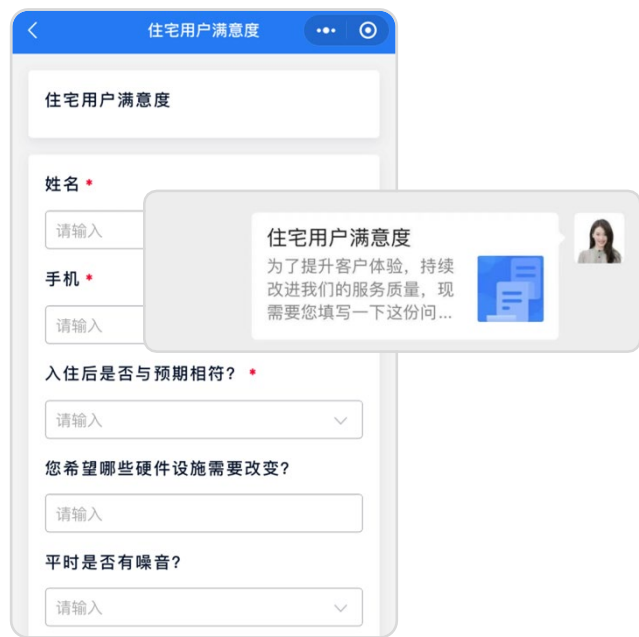 住宅用户满意度
住宅用户满意度
姓名 *
请输入
手机 *
请输入
住宅用户满意度
为了提升客户体验，持续
改进我们的服务质量，现
需要您填写一下这份问...
入住后是否与预期相符？ *
请输入
您希望哪些硬件设施需要改变?
请输入
平时是否有噪音?
请输入